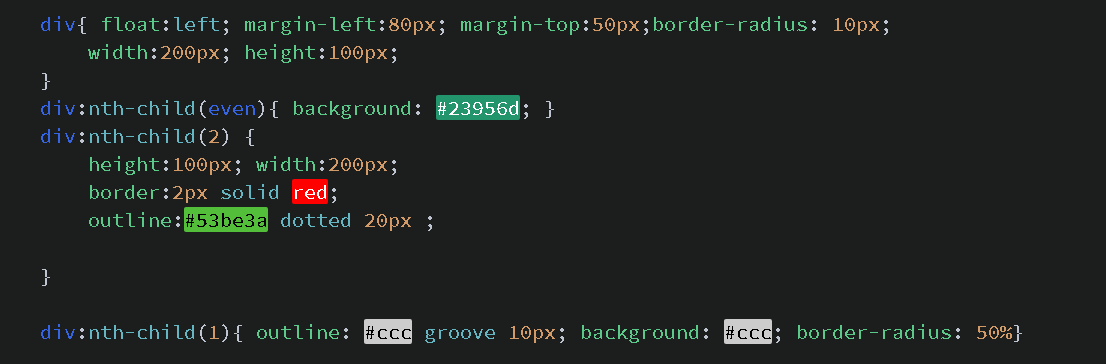 div{ float:left; margin-left:80px; margin-top:50px;border-radius: 10px;
width:200px; height:100px;
}
div:nth-child(even){ background: #23956d; }
div:nth-child(2) {
height:100px; width:200px;
border:2px solid red;
outline:#53be3a dotted 20px ;
}
div:nth-child(1){ outline: #ccc groove 10px; background: #ccc; border-radius: 50%}